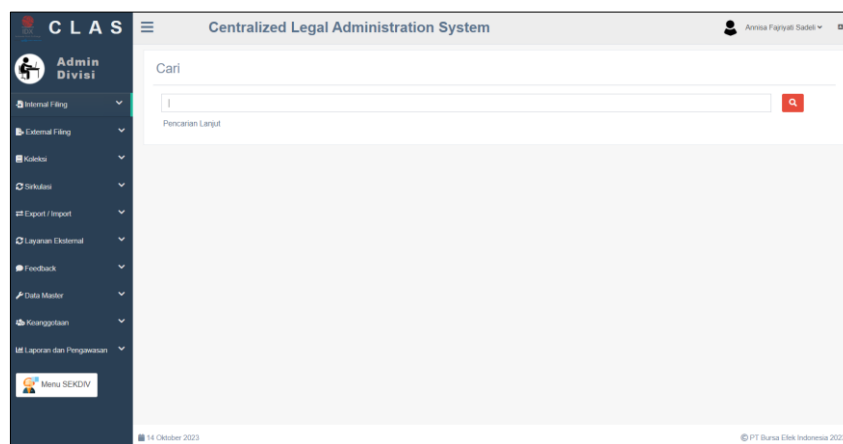 CLAS
Centralized Legal Administration System
Annisa Fajriyati Sadeli
Admin
Divisi
Cari
Internal Filing
External Filing
Pencarian Lanjut
Koleksi
Sirkulasi
Export / Import
Layanan Eksternal
Feedback
Data Master
Keanggotaan
Laporan dan Pengawasan
Menu SEKDIV
14 Oktober 2023
© PT Bursa Efek Indonesia 202